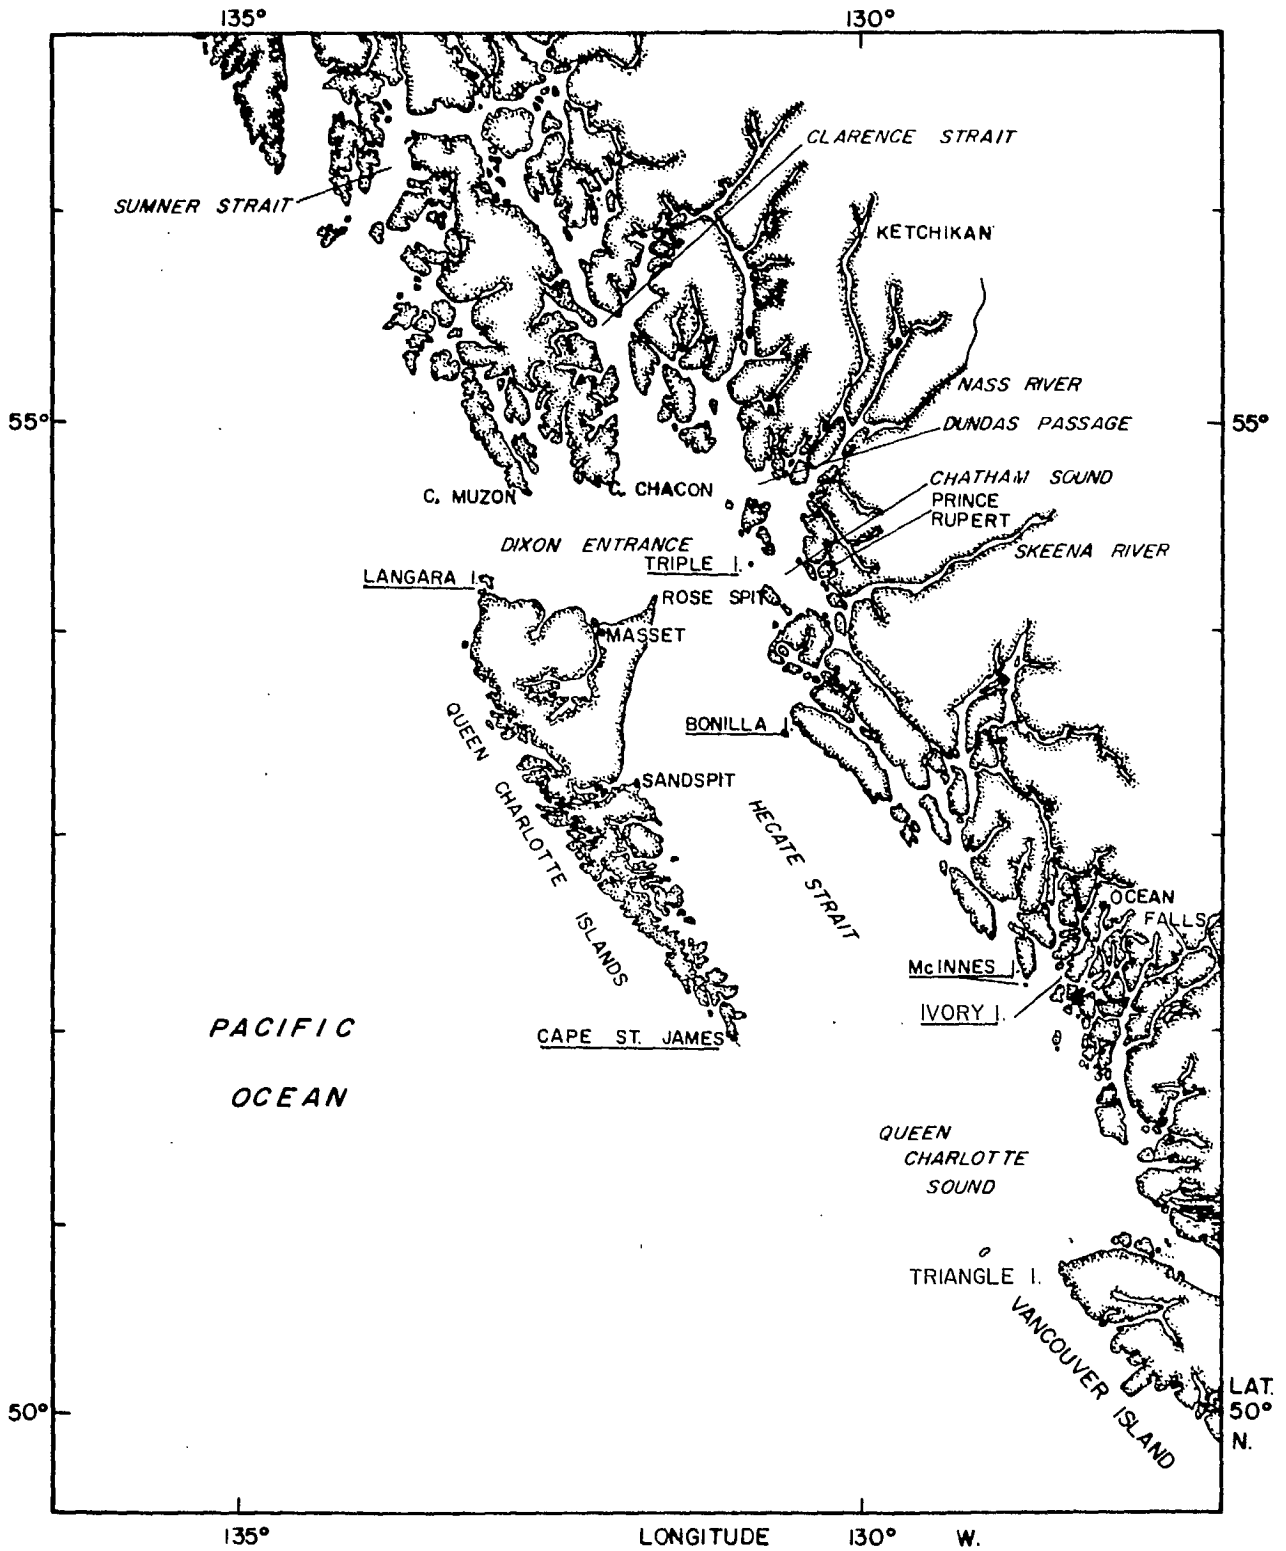 135°
130°
CLARENCE STRAIT
SUMNER STRAIT
KETCHIKAN
NASS RIVER
55°
DUNDAS PASSAGE
55°
CHATHAM SOUND
C. MUZON
C. CHACON
PRINCE
RUPERT
DIXON ENTRANCE
SKEENA RIVER
TRIPLE I.
LANGARA I.
ROSE SPIT
MASSET
QUEEN CHARLOTTE ISLANDS
BONILLA I.
SANDSPIT
HECATE STRAIT
OCEAN
FALLS
McINNES I.
IVORY I.
PACIFIC
OCEAN
CAPE ST. JAMES
QUEEN
CHARLOTTE
SOUND
TRIANGLE I.
VANCOUVER ISLAND
50°
LAT.
50°
N.
135°
LONGITUDE
130°
W.